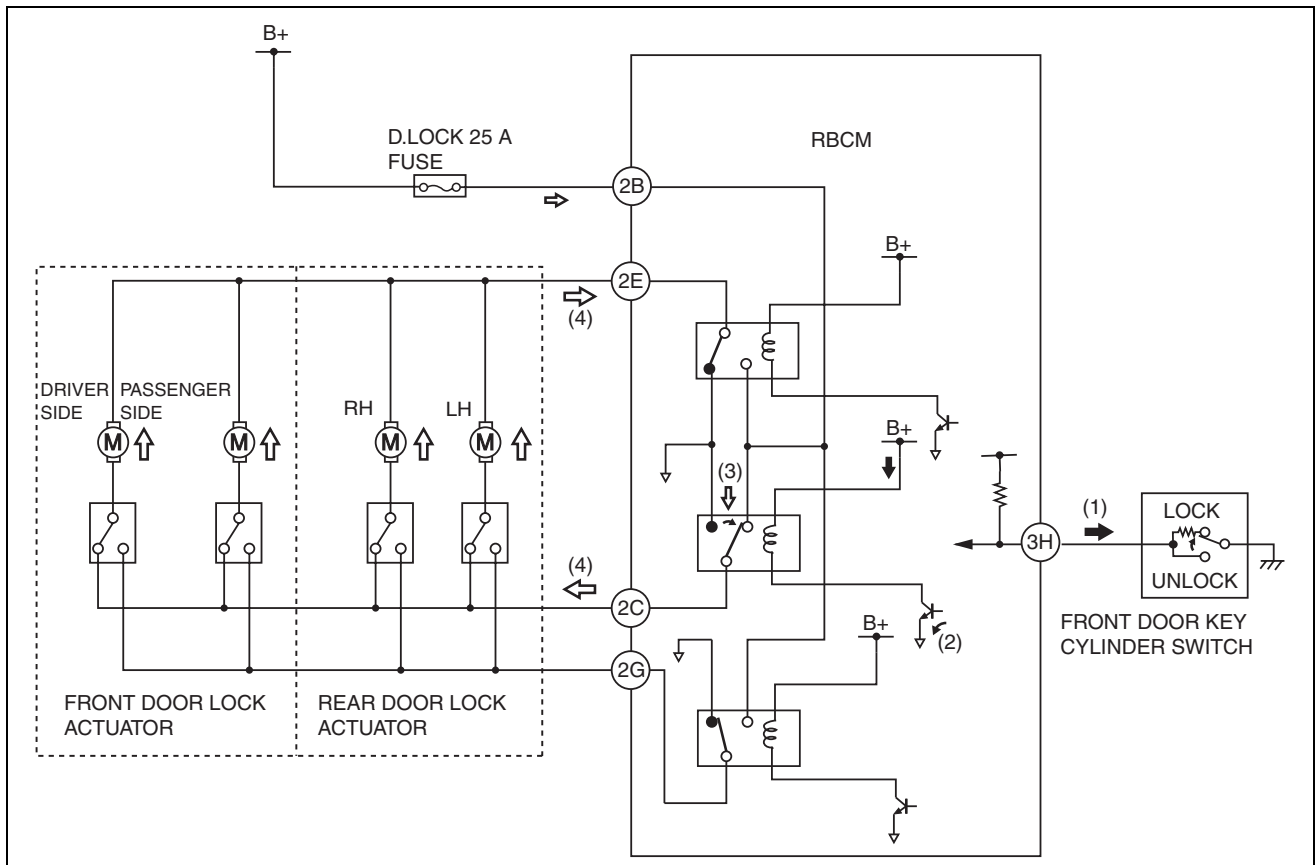 B+
D.LOCK 25 A
FUSE
RBCM
2B
B+
2E
(4)
DRIVER PASSENGER
SIDE SIDE
RH
LH
M
M
M
M
B+
(3)
(1)
3H
LOCK
UNLOCK
(4)
2C
B+
(2)
FRONT DOOR KEY
CYLINDER SWITCH
2G
FRONT DOOR LOCK
ACTUATOR
REAR DOOR LOCK
ACTUATOR